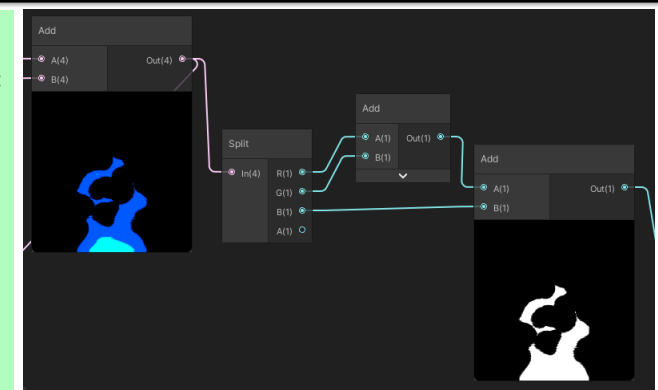 Add
A(4) Out(4)
B(4)
Split
In(4) R(1)
G(1)
B(1)
A(1)
Add
A(1) Out(1)
B(1)
Add
A(1) Out(1)
B(1)